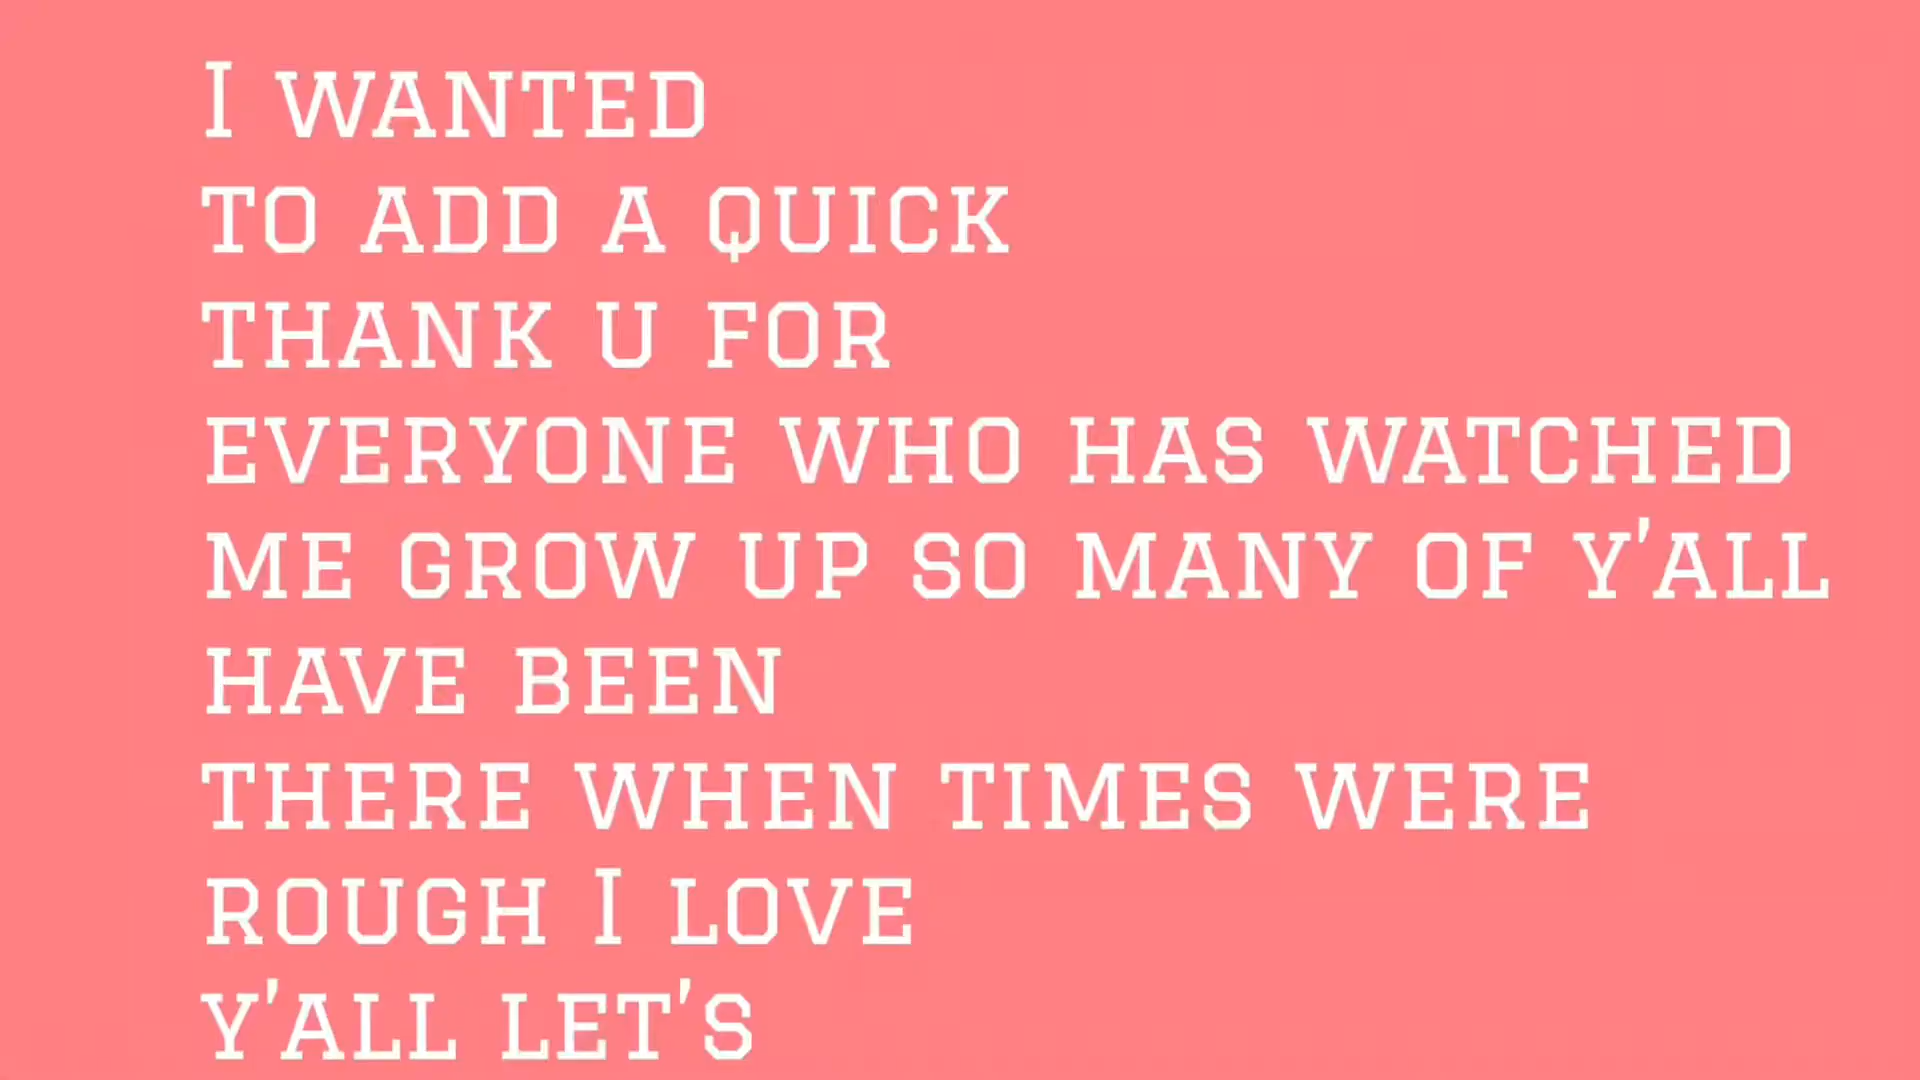 I wanted
to add a quick
thank u for
everyone who has watched
me grow up so many of y'all
have been
there when times were
rough I love
y'all let's